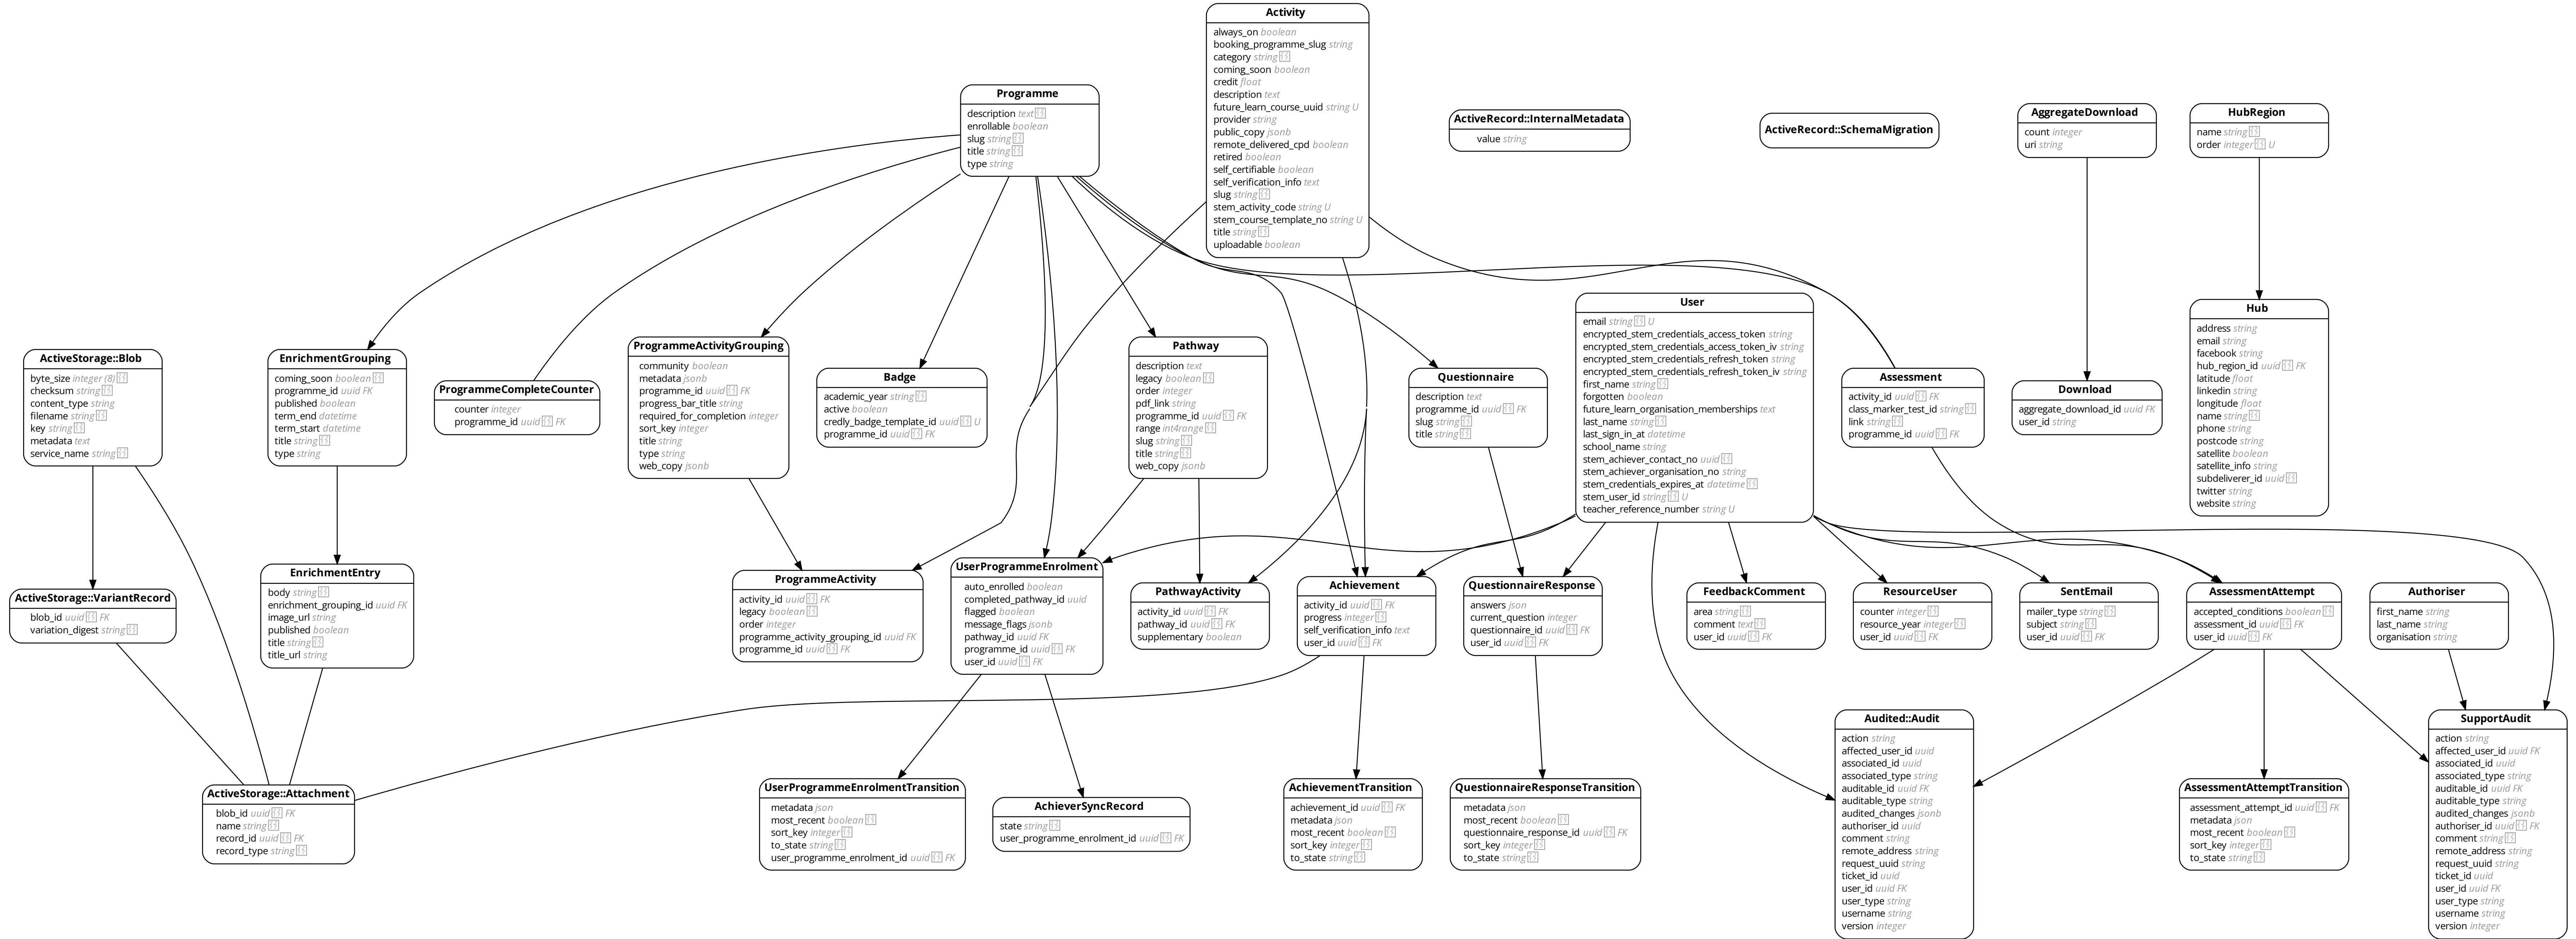 Activity
always_on boolean
booking_programme_slug string
category string
coming_soon boolean
credit float
description text
future_learn_course_uuid string U
provider string
public_copy jsonb
remote_delivered_cpd boolean
retired boolean
self_certifiable boolean
self_verification_info text
slug string
stem_activity_code string U
stem_course_template_no string U
title string
uploadable boolean
Programme
description text
enrollable boolean
slug string
title string
type string
ActiveRecord::InternalMetadata
value string
ActiveRecord::SchemaMigration
AggregateDownload
count integer
uri string
HubRegion
name string
order integer U
ActiveStorage::Blob
byte_size integer (8)
checksum string
content_type string
filename string
key string
metadata text
service_name string
EnrichmentGrouping
coming_soon boolean
programme_id uuid FK
published boolean
term_end datetime
term_start datetime
title string
type string
ProgrammeCompleteCounter
counter integer
programme_id uuid FK
ProgrammeActivityGrouping
community boolean
metadata jsonb
programme_id uuid FK
progress_bar_title string
required_for_completion integer
sort_key integer
title string
type string
web_copy jsonb
Badge
academic_year string
active boolean
credly_badge_template_id uuid U
programme_id uuid FK
Pathway
description text
legacy boolean
order integer
pdf_link string
programme_id uuid FK
range int4range
slug string
title string
web_copy jsonb
Questionnaire
description text
programme_id uuid FK
slug string
title string
User
email string U
encrypted_stem_credentials_access_token string
encrypted_stem_credentials_access_token_iv string
encrypted_stem_credentials_refresh_token string
encrypted_stem_credentials_refresh_token_iv string
first_name string
forgotten boolean
future_learn_organisation_memberships text
last_name string
last_sign_in_at datetime
school_name string
stem_achiever_contact_no uuid
stem_achiever_organisation_no string
stem_credentials_expires_at datetime
stem_user_id string U
teacher_reference_number string U
Assessment
activity_id uuid FK
class_marker_test_id string
link string
programme_id uuid FK
Download
aggregate_download_id uuid FK
user_id string
Hub
address string
email string
facebook string
hub_region_id uuid FK
latitude float
linkedin string
longitude float
name string
phone string
postcode string
satellite boolean
satellite_info string
subdeliverer_id uuid
twitter string
website string
ActiveStorage::VariantRecord
blob_id uuid FK
variation_digest string
EnrichmentEntry
body string
enrichment_grouping_id uuid FK
image_url string
published boolean
title string
title_url string
ProgrammeActivity
activity_id uuid FK
legacy boolean
order integer
programme_activity_grouping_id uuid FK
programme_id uuid FK
UserProgrammeEnrolment
auto_enrolled boolean
completed_pathway_id uuid
flagged boolean
message_flags jsonb
pathway_id uuid FK
programme_id uuid FK
user_id uuid FK
PathwayActivity
activity_id uuid FK
pathway_id uuid FK
supplementary boolean
Achievement
activity_id uuid FK
progress integer
self_verification_info text
user_id uuid FK
QuestionnaireResponse
answers json
current_question integer
questionnaire_id uuid FK
user_id uuid FK
FeedbackComment
area string
comment text
user_id uuid FK
ResourceUser
counter integer
resource_year integer
user_id uuid FK
SentEmail
mailer_type string
subject string
user_id uuid FK
AssessmentAttempt
accepted_conditions boolean
assessment_id uuid FK
user_id uuid FK
Authoriser
first_name string
last_name string
organisation string
ActiveStorage::Attachment
blob_id uuid FK
name string
record_id uuid FK
record_type string
UserProgrammeEnrolmentTransition
metadata json
most_recent boolean
sort_key integer
to_state string
user_programme_enrolment_id uuid FK
AchieverSyncRecord
state string
user_programme_enrolment_id uuid FK
AchievementTransition
achievement_id uuid FK
metadata json
most_recent boolean
sort_key integer
to_state string
QuestionnaireResponseTransition
metadata json
most_recent boolean
questionnaire_response_id uuid FK
sort_key integer
to_state string
Audited::Audit
action string
affected_user_id uuid
associated_id uuid
associated_type string
auditable_id uuid FK
auditable_type string
audited_changes jsonb
authoriser_id uuid
comment string
remote_address string
request_uuid string
ticket_id uuid
user_id uuid FK
user_type string
username string
version integer
AssessmentAttemptTransition
assessment_attempt_id uuid FK
metadata json
most_recent boolean
sort_key integer
to_state string
SupportAudit
action string
affected_user_id uuid FK
associated_id uuid
associated_type string
auditable_id uuid FK
auditable_type string
audited_changes jsonb
authoriser_id uuid FK
comment string
remote_address string
request_uuid string
ticket_id uuid
user_id uuid FK
user_type string
username string
version integer